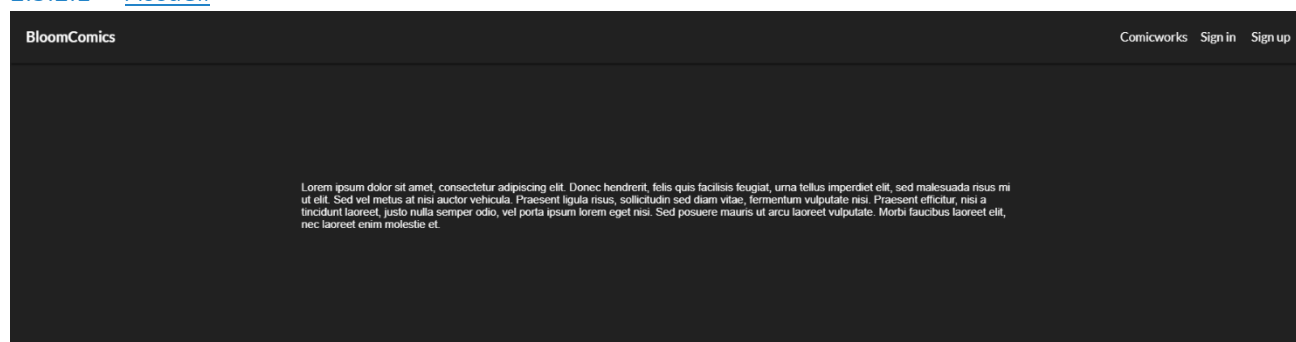 BloomComics
Comicworks Sign in Sign up
Lorem ipsum dolor sit amet, consectetur adipiscing elit. Donec hendrerit, felis quis facilisis feugiat, urna tellus imperdiet elit, sed malesuada risus mi
ut elit. Sed vel metus at nisi auctor vehicula. Praesent ligula risus, sollicitudin sed diam vitae, fermentum vulputate nisi. Praesent efficitur, nisi a
tincidunt laoreet, justo nulla semper odio, vel porta ipsum lorem eget nisi. Sed posuere mauris ut arcu laoreet vulputate. Morbi faucibus laoreet elit,
nec laoreet enim molestie et.